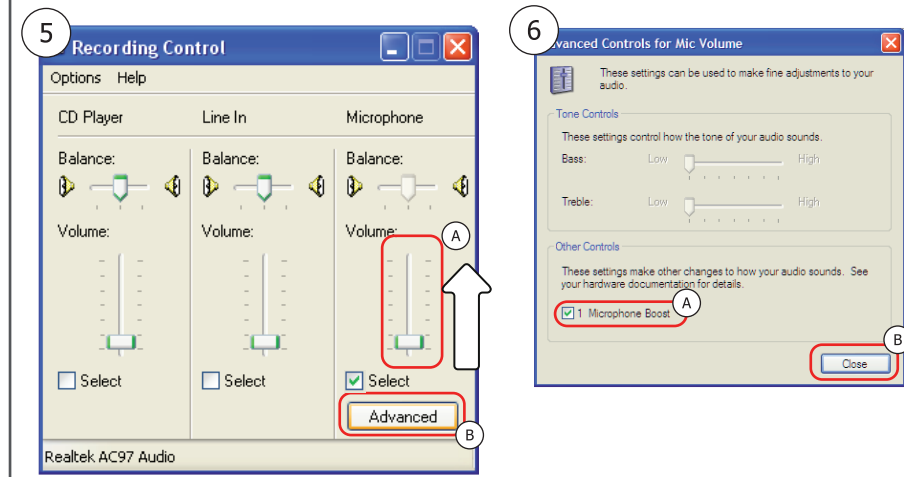 5
Recording Control
Options Help
CD Player Line In Microphone
Balance: Balance: Balance:
Volume: Volume: Volume:
A
Select Select Select
Advanced
B
Realtek AC97 Audio
6
vanced Controls for Mic Volume
These settings can be used to make fine adjustments to your
audio.
Tone Controls
These settings control how the tone of your audio sounds.
Bass: Low High
Treble: Low High
Other Controls
These settings make other changes to how your audio sounds. See
your hardware documentation for details.
A
1 Microphone Boost
B
Close